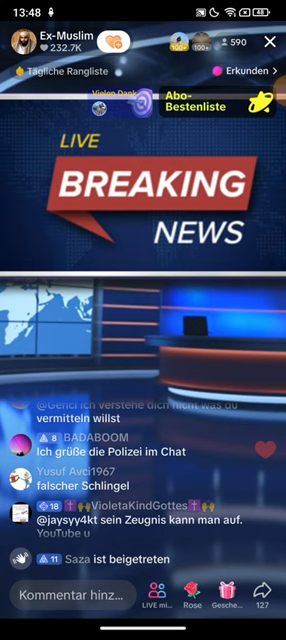 13:48
48
Ex-Muslim
232.7K
100+
100+
590
Tägliche Rangliste
Erkunden >
Vielen Dank
Abo-
Bestenliste
LIVE
BREAKING
NEWS
@Genci ich verstehe dich nicht was du
vermitteln willst
8 BADABOOM
Ich grüße die Polizei im Chat
Yusuf Avci1967
falscher Schlingel
18 ✝️🙌VioletaKindGottes✝️🙌
@jaysyy4kt sein Zeugnis kann man auf.
YouTube u
11 Saza ist beigetreten
Kommentar hinz...
LIVE mi...
Rose
Gesche...
127